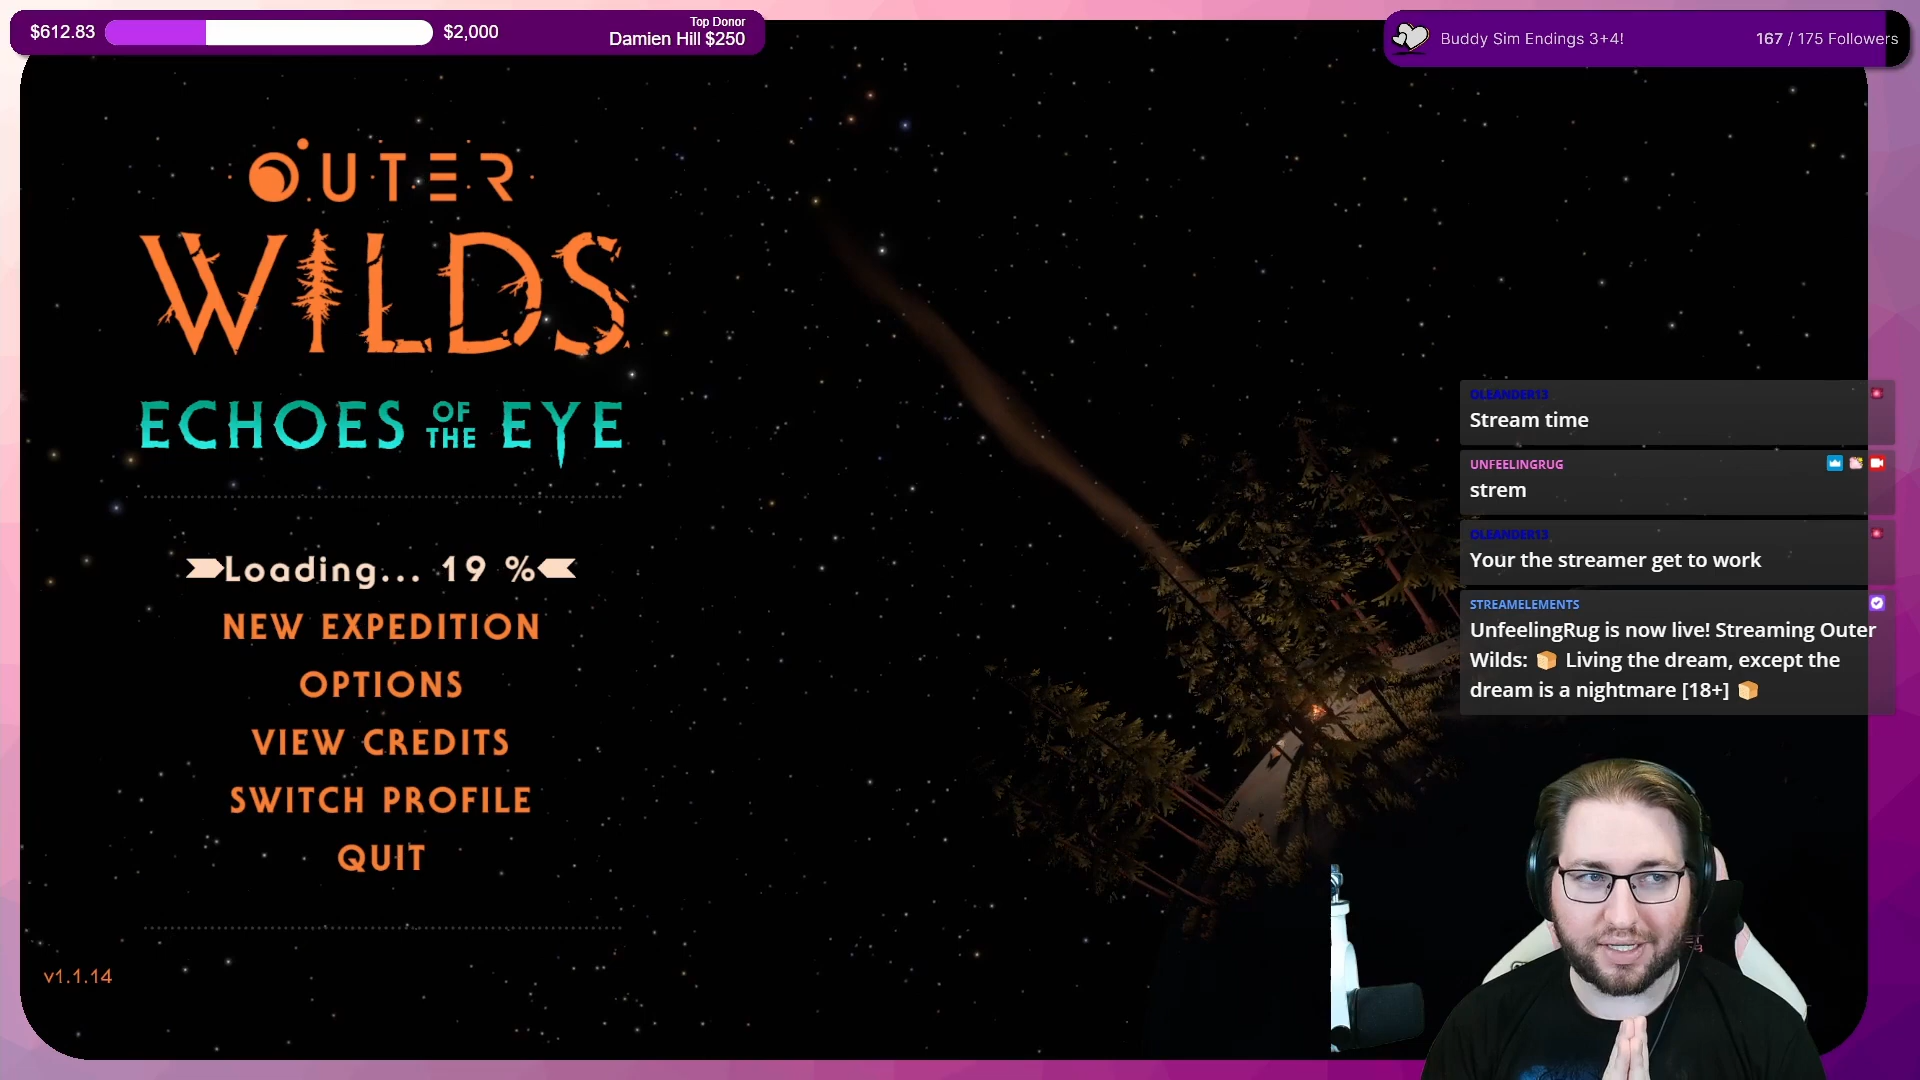 $612.83
$2,000
Top Donor
Damien Hill $250
Buddy Sim Endings 3+4!
167 / 175 Followers
OUTER
WILDS
ECHOES OF THE EYE
Loading... 19 %
NEW EXPEDITION
OPTIONS
VIEW CREDITS
SWITCH PROFILE
QUIT
v1.1.14
OLEANDER13
Stream time
UNFEELINGRUG
strem
OLEANDER13
Your the streamer get to work
STREAMELEMENTS
UnfeelingRug is now live! Streaming Outer
Wilds: 🍞 Living the dream, except the
dream is a nightmare [18+] 🍞